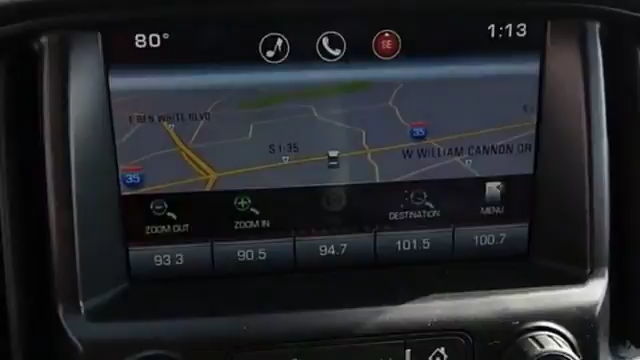 80° SE 1:13
E BEN WHITE BLVD
35
S I-35
W WILLIAM CANNON DR
35
ZOOM OUT ZOOM IN DESTINATION MENU
93.3 90.5 94.7 101.5 100.7